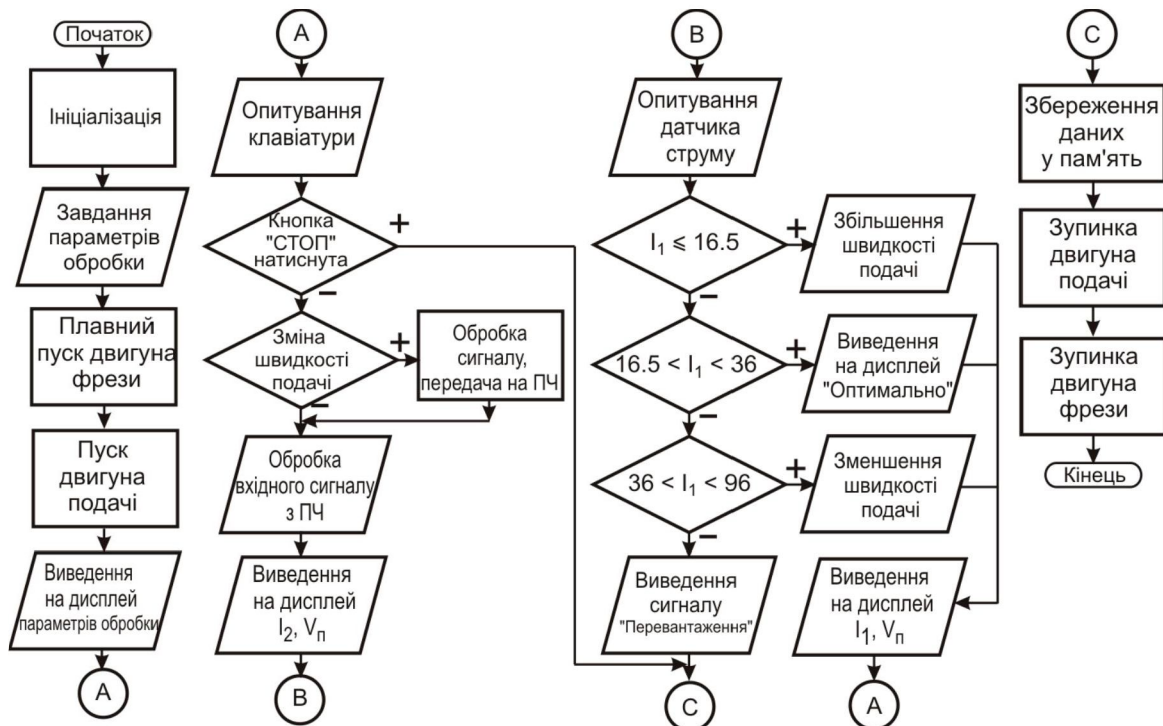 Початок
Ініціалізація
Завдання
параметрів
обробки
Плавний
пуск двигуна
фрези
Пуск
двигуна
подачі
Виведення
на дисплей
параметрів обробки
A
A
Опитування
клавіатури
Кнопка
"СТОП"
натиснута
+
−
Зміна
швидкості
подачі
+
−
Обробка
сигналу,
передача на ПЧ
Обробка
вхідного сигналу
з ПЧ
Виведення
на дисплей
I₂, Vп
B
B
Опитування
датчика
струму
I₁ ⩽ 16.5
+
−
Збільшення
швидкості
подачі
16.5 < I₁ < 36
+
−
Виведення
на дисплей
"Оптимально"
36 < I₁ < 96
+
−
Зменшення
швидкості
подачі
Виведення
сигналу
"Перевантаження"
C
Виведення
на дисплей
I₁, Vп
A
C
Збереження
даних
у пам'ять
Зупинка
двигуна
подачі
Зупинка
двигуна
фрези
Кінець